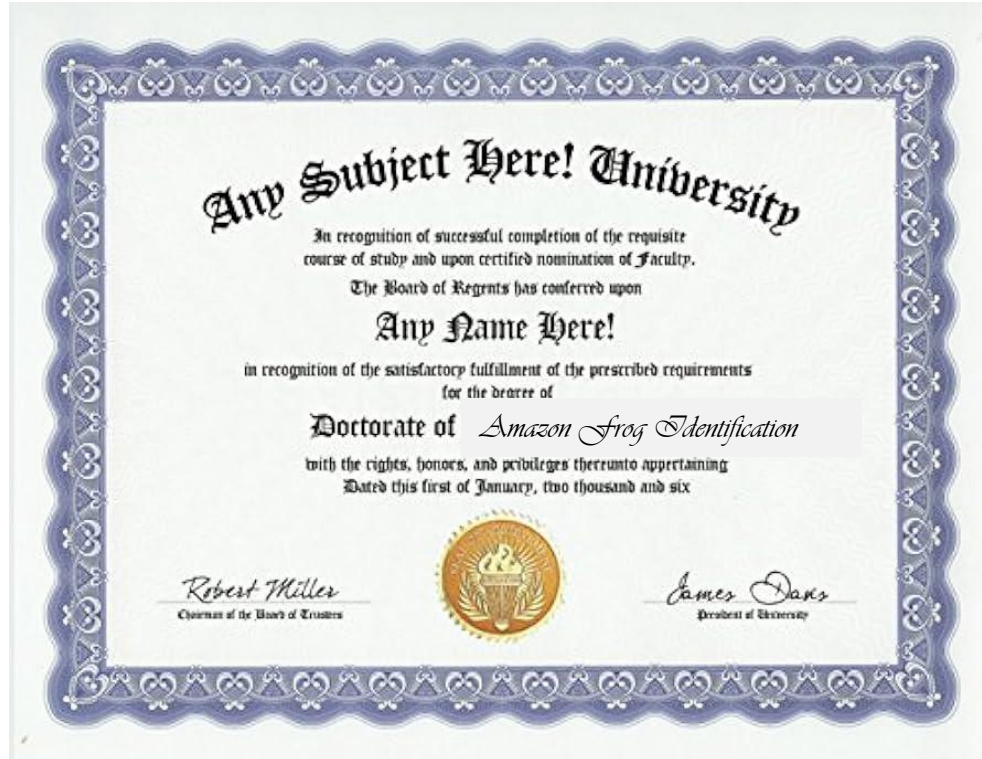 Any Subject Here! University
In recognition of successful completion of the requisite
course of study and upon certified nomination of Faculty.
The Board of Regents has conferred upon
Any Name Here!
in recognition of the satisfactory fulfillment of the prescribed requirements
for the degree of
Doctorate of Amazon Frog Identification
with the rights, honors, and privileges thereunto appertaining
Dated this first of January, two thousand and six
Robert Miller
Chairman of the Board of Trustees
James Davis
President of University